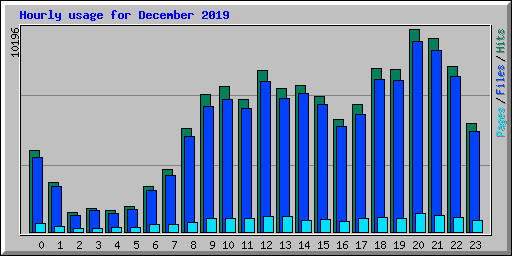 Hourly usage for December 2019
10196
Pages / Files / Hits
0 1 2 3 4 5 6 7 8 9 10 11 12 13 14 15 16 17 18 19 20 21 22 23